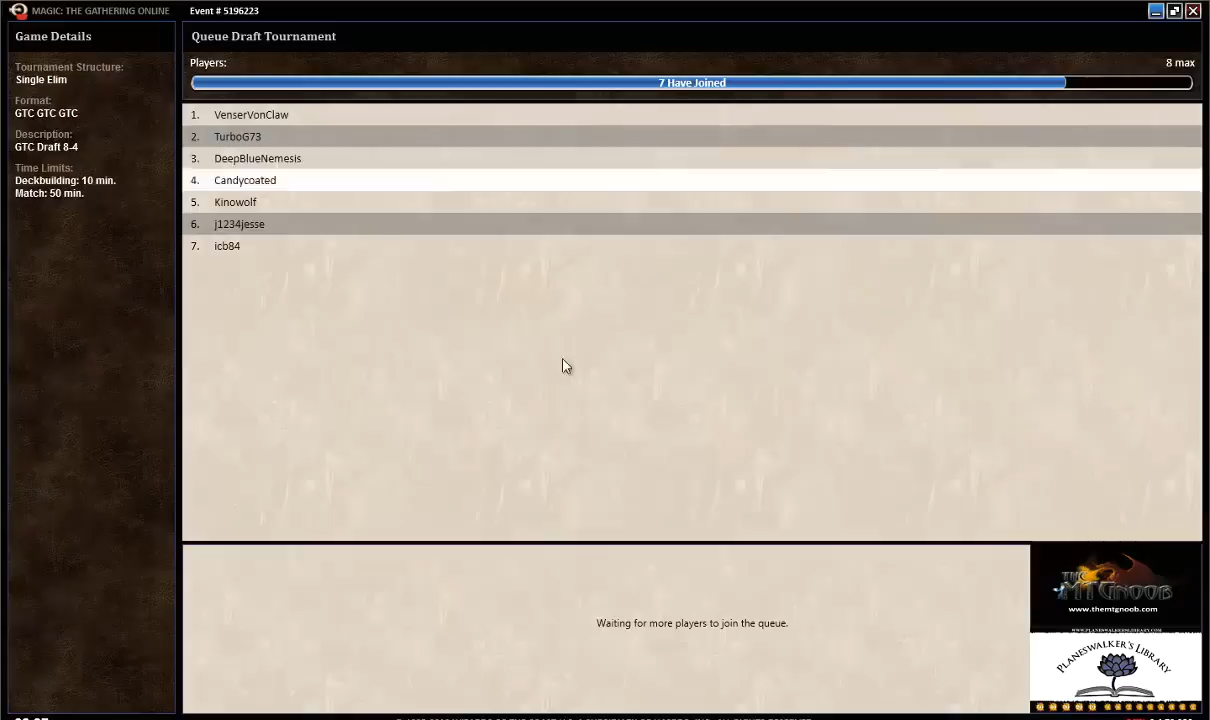 MAGIC: THE GATHERING ONLINE
Event # 5196223
Game Details
Queue Draft Tournament
Tournament Structure:
Single Elim
Format:
GTC GTC GTC
Description:
GTC Draft 8-4
Time Limits:
Deckbuilding: 10 min.
Match: 50 min.
Players:
8 max
7 Have Joined
1. VenserVonClaw
2. TurboG73
3. DeepBlueNemesis
4. Candycoated
5. Kinowolf
6. j1234jesse
7. icb84
Waiting for more players to join the queue.
THE
MTGNOOB
www.themtgnoob.com
WWW.PLANESWALKERSLIBRARY.COM
PLANESWALKER'S LIBRARY